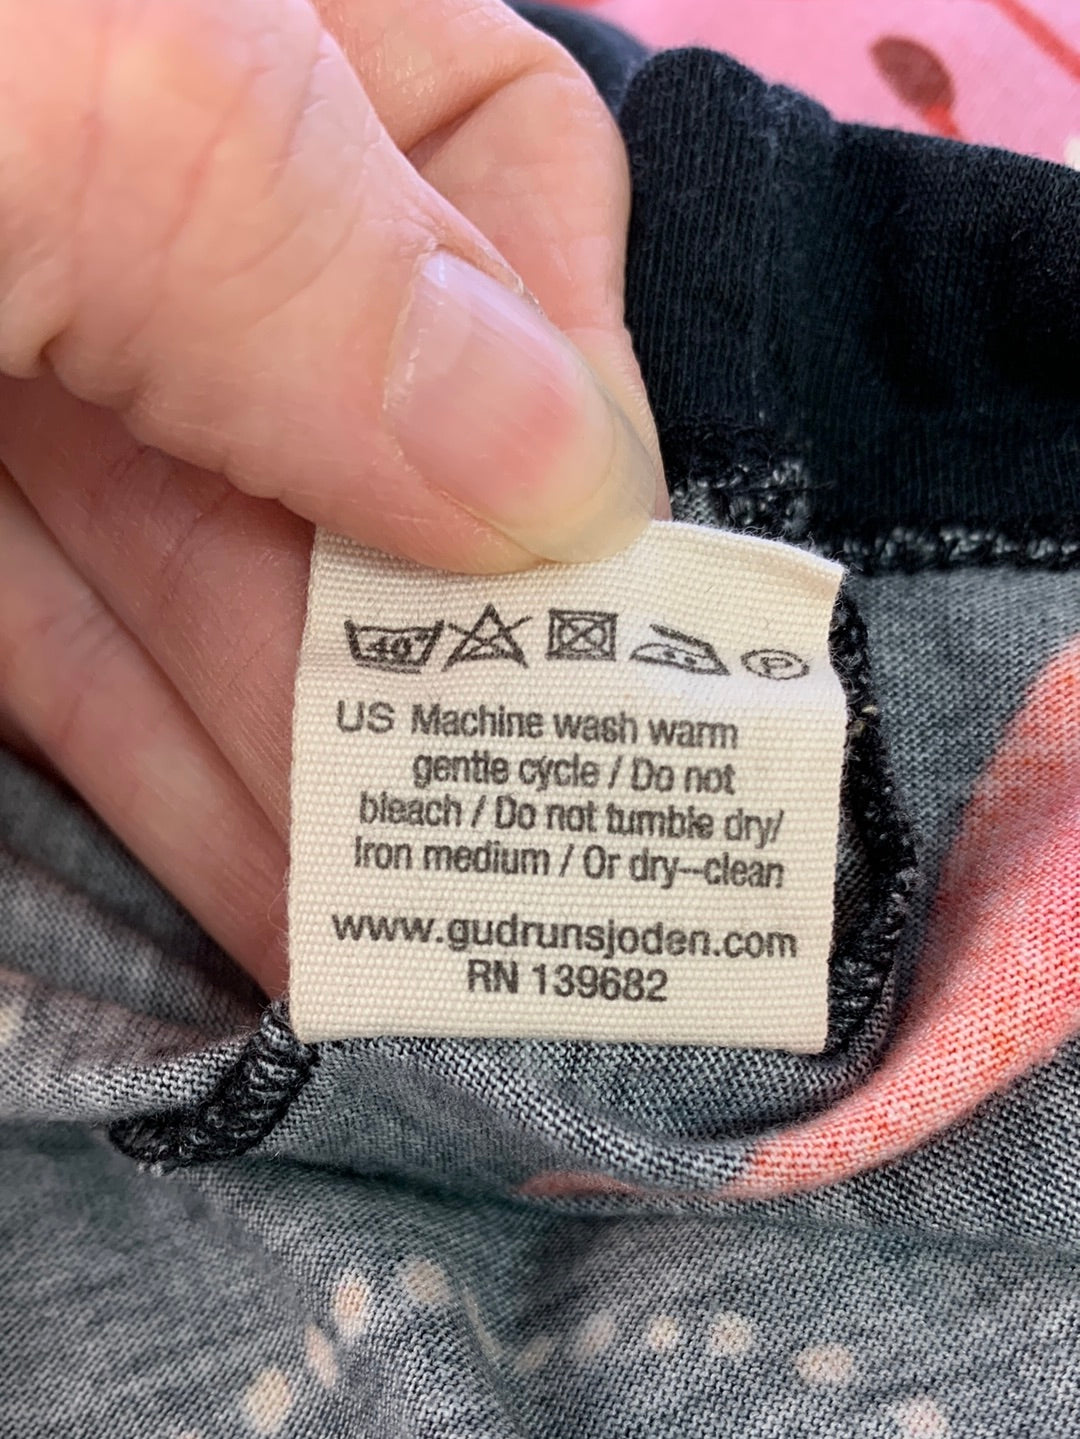 40 P
US Machine wash warm
gentle cycle / Do not
bleach / Do not tumble dry/
Iron medium / Or dry--clean
www.gudrunsjoden.com
RN 139682